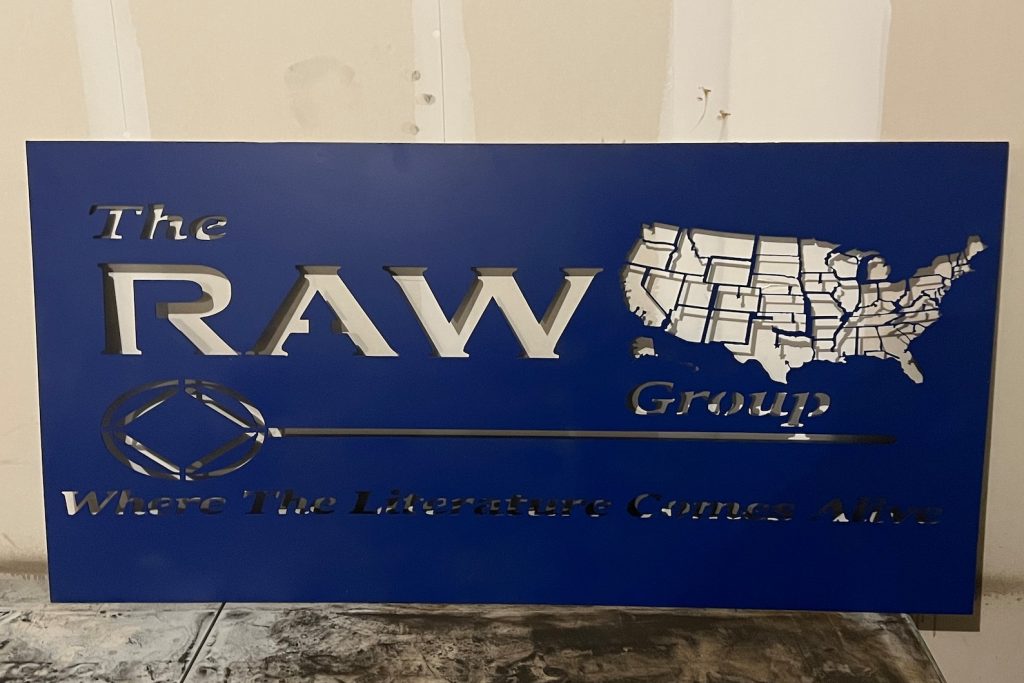 The
RAW
Group
Where The Literature Comes Alive